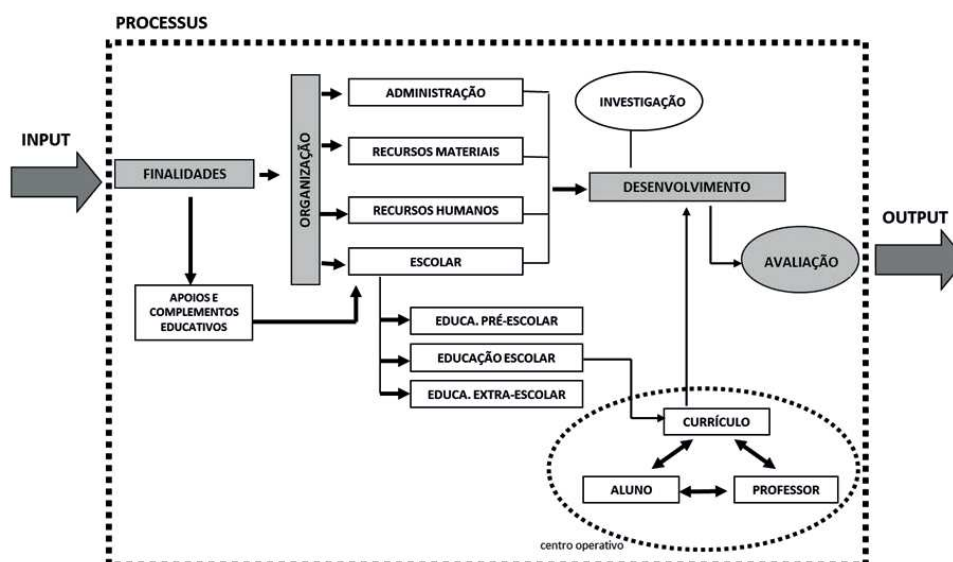 PROCESSUS
INPUT
FINALIDADES
ORGANIZAÇÃO
ADMINISTRAÇÃO
RECURSOS MATERIAIS
RECURSOS HUMANOS
ESCOLAR
INVESTIGAÇÃO
DESENVOLVIMENTO
OUTPUT
AVALIAÇÃO
APOIOS E
COMPLEMENTOS
EDUCATIVOS
EDUCA. PRÉ-ESCOLAR
EDUCAÇÃO ESCOLAR
EDUCA. EXTRA-ESCOLAR
CURRÍCULO
ALUNO
PROFESSOR
centro operativo